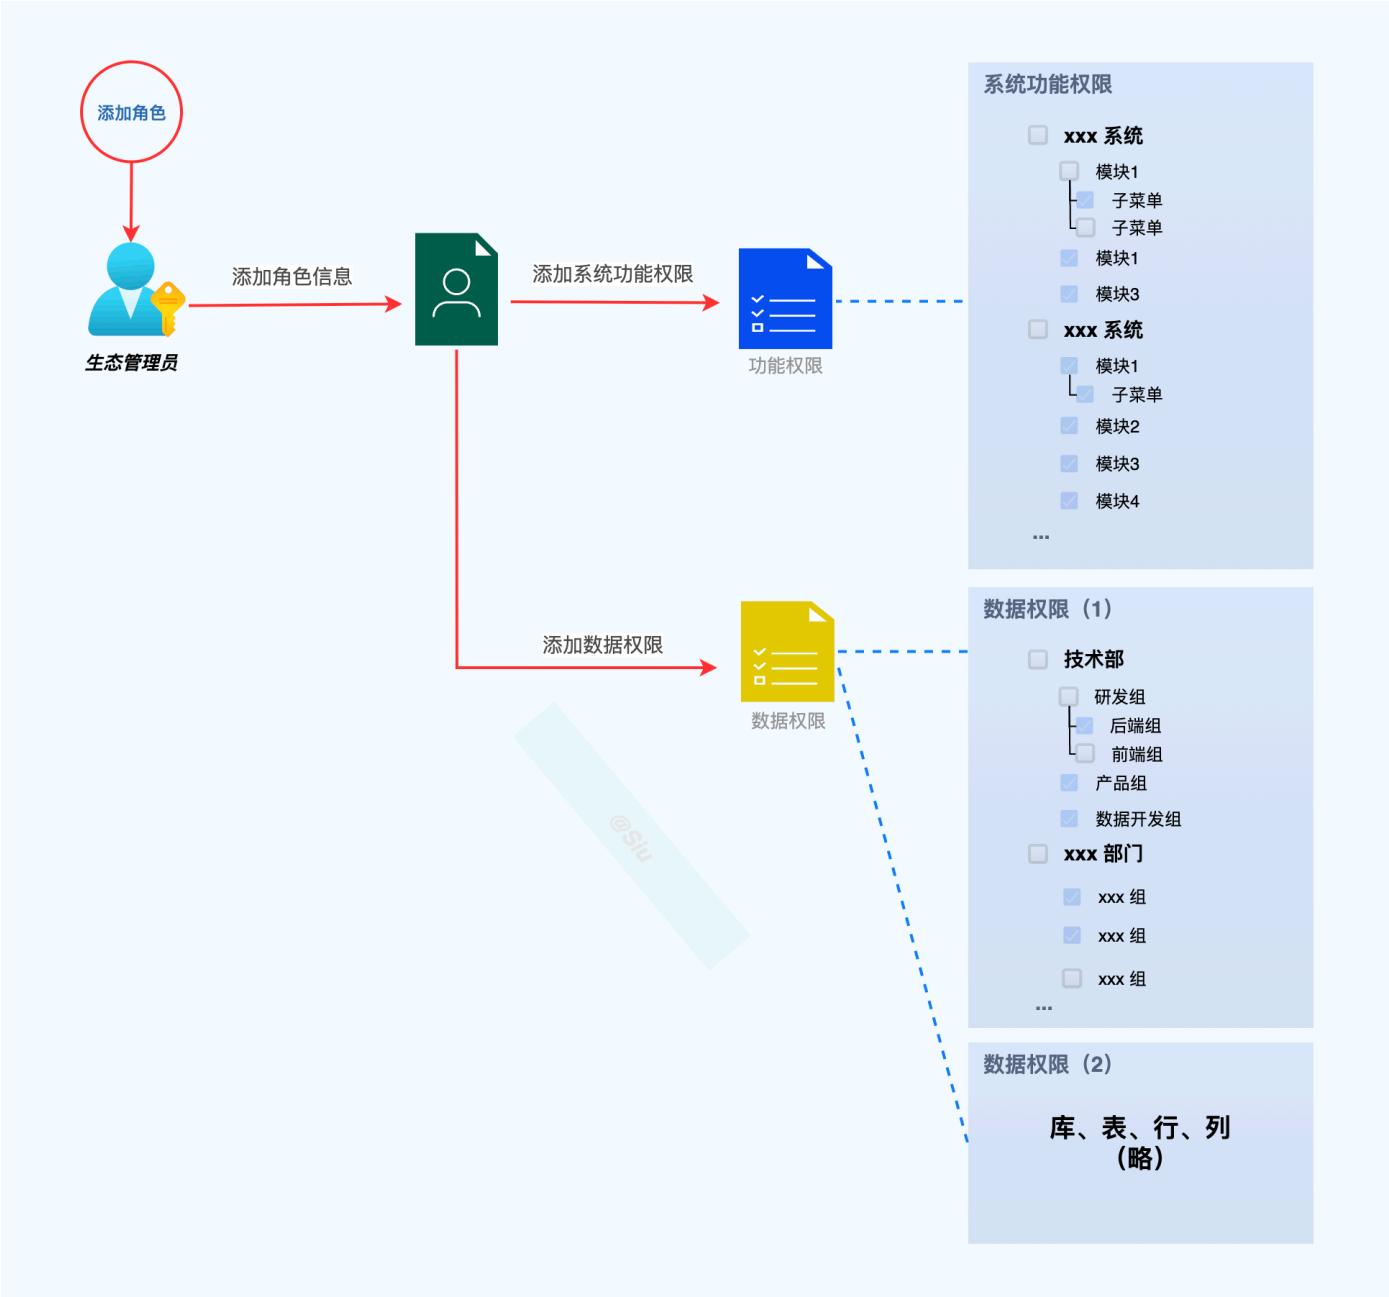 添加角色
生态管理员
添加角色信息
添加系统功能权限
功能权限
添加数据权限
数据权限
@Siu
系统功能权限
xxx 系统
模块1
子菜单
子菜单
模块1
模块3
xxx 系统
模块1
子菜单
模块2
模块3
模块4
...
数据权限（1）
技术部
研发组
后端组
前端组
产品组
数据开发组
xxx 部门
xxx 组
xxx 组
xxx 组
...
数据权限（2）
库、表、行、列
（略）